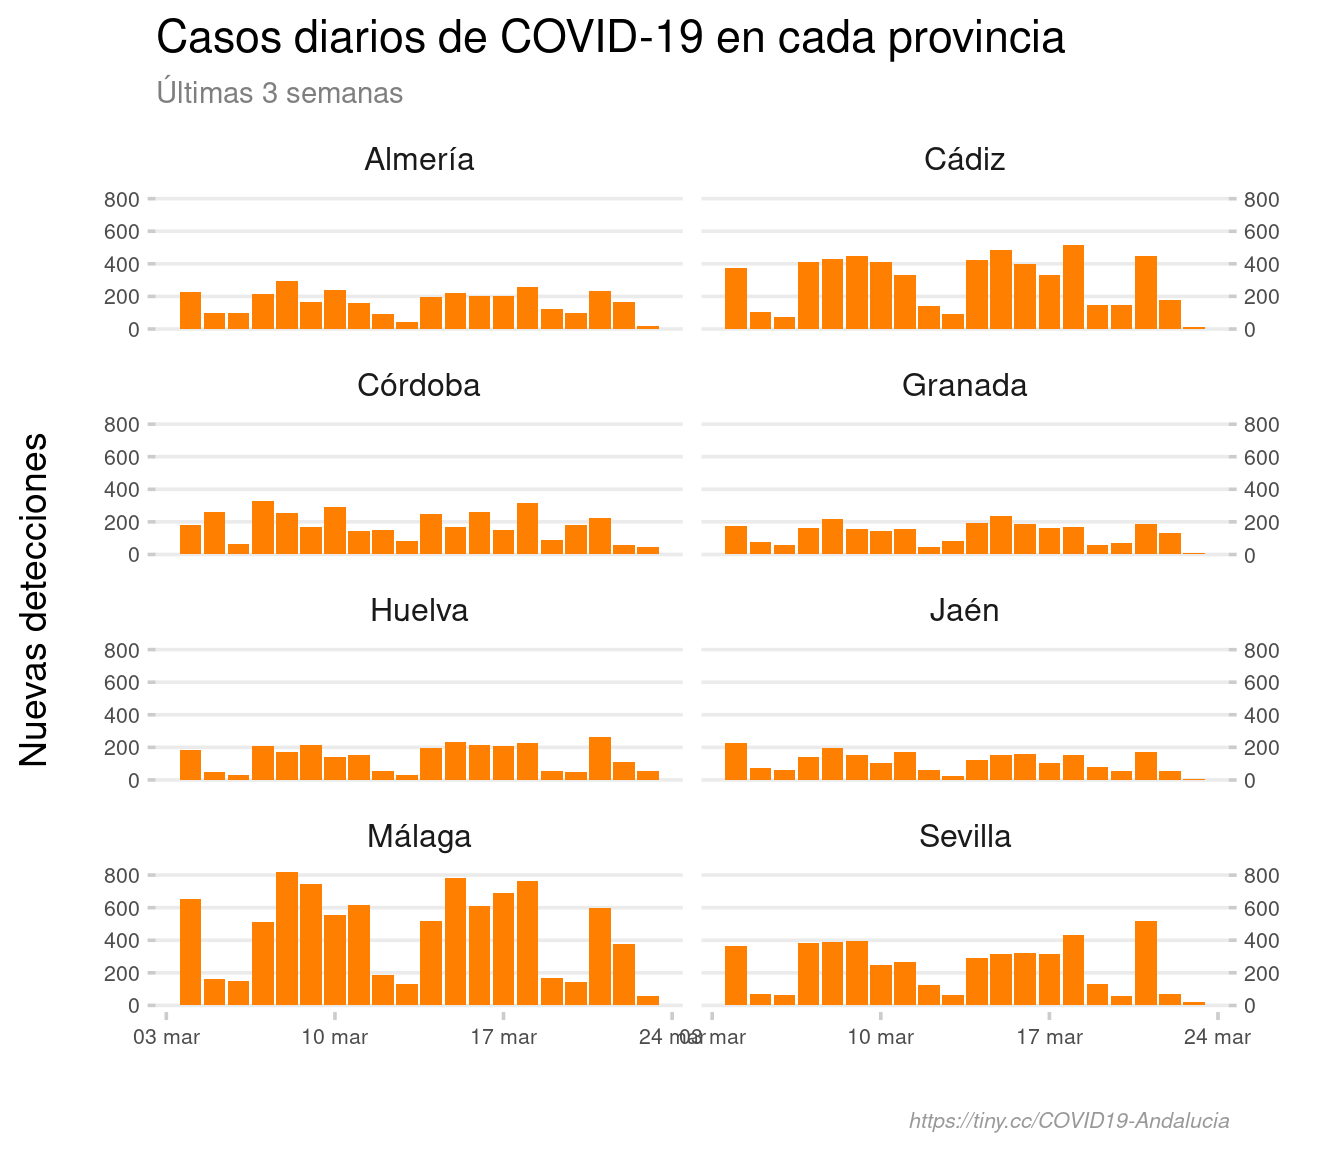 Casos diarios de COVID-19 en cada provincia
Últimas 3 semanas
Almería
Cádiz
800
600
400
200
0
800
600
400
200
0
Córdoba
Granada
800
600
400
200
0
800
600
400
200
0
Huelva
Jaén
800
600
400
200
0
800
600
400
200
0
Málaga
Sevilla
800
600
400
200
0
800
600
400
200
0
03 mar 10 mar 17 mar 24 mar
03 mar 10 mar 17 mar 24 mar
Nuevas detecciones
https://tiny.cc/COVID19-Andalucia